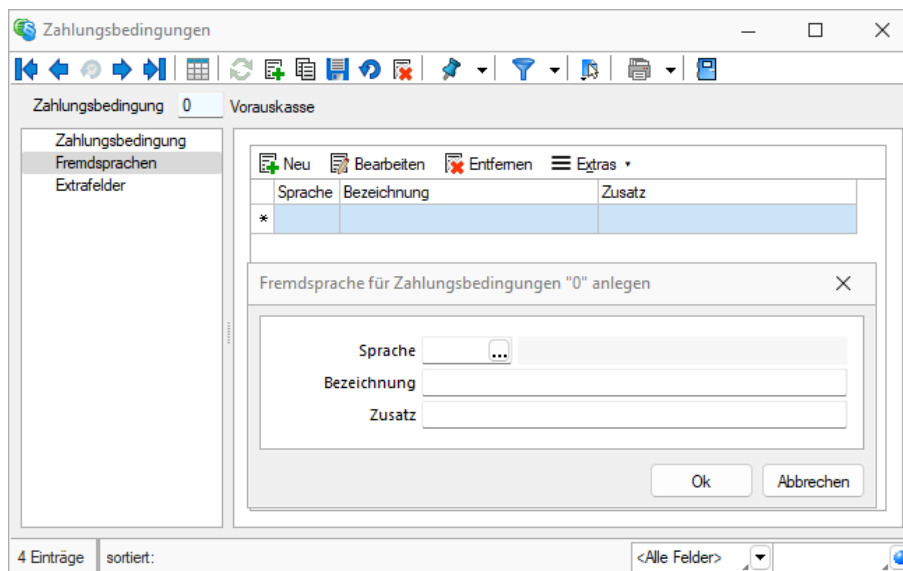 Zahlungsbedingungen
Zahlungsbedingung 0 Vorauskasse
Zahlungsbedingung
Fremdsprachen
Extrafelder
Neu Bearbeiten Entfernen Extras
Sprache Bezeichnung Zusatz
*
Fremdsprache für Zahlungsbedingungen "0" anlegen
Sprache ...
Bezeichnung
Zusatz
Ok Abbrechen
4 Einträge sortiert: <Alle Felder>